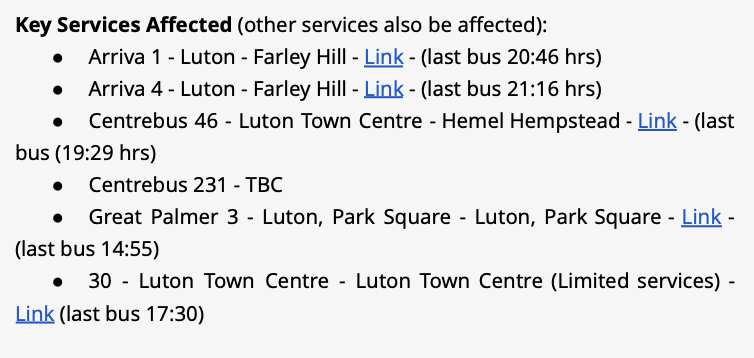 Key Services Affected (other services also be affected):
● Arriva 1 - Luton - Farley Hill - Link - (last bus 20:46 hrs)
● Arriva 4 - Luton - Farley Hill - Link - (last bus 21:16 hrs)
● Centrebus 46 - Luton Town Centre - Hemel Hempstead - Link - (last
bus (19:29 hrs)
● Centrebus 231 - TBC
● Great Palmer 3 - Luton, Park Square - Luton, Park Square - Link -
(last bus 14:55)
● 30 - Luton Town Centre - Luton Town Centre (Limited services) -
Link (last bus 17:30)